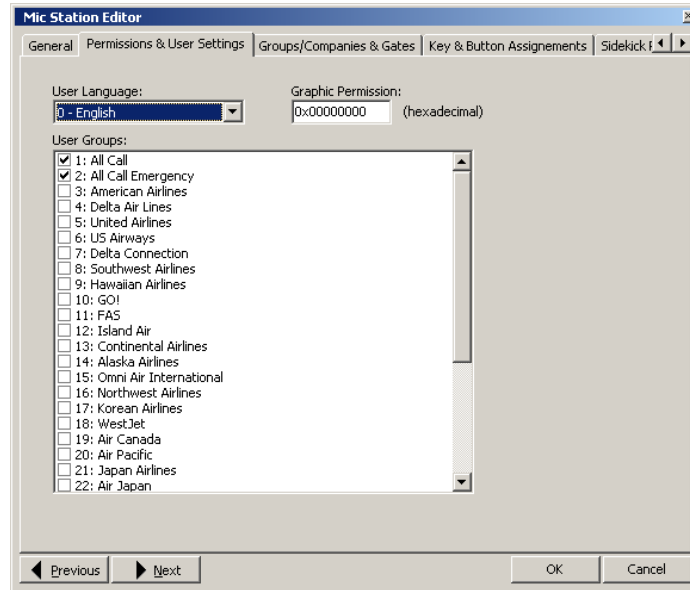 Mic Station Editor
General
Permissions & User Settings
Groups/Companies & Gates
Key & Button Assignements
Sidekick
User Language:
Graphic Permission:
0 - English
0x00000000
(hexadecimal)
User Groups:
1: All Call
2: All Call Emergency
3: American Airlines
4: Delta Air Lines
5: United Airlines
6: US Airways
7: Delta Connection
8: Southwest Airlines
9: Hawaiian Airlines
10: GO!
11: FAS
12: Island Air
13: Continental Airlines
14: Alaska Airlines
15: Omni Air International
16: Northwest Airlines
17: Korean Airlines
18: WestJet
19: Air Canada
20: Air Pacific
21: Japan Airlines
22: Air Japan
Previous
Next
OK
Cancel